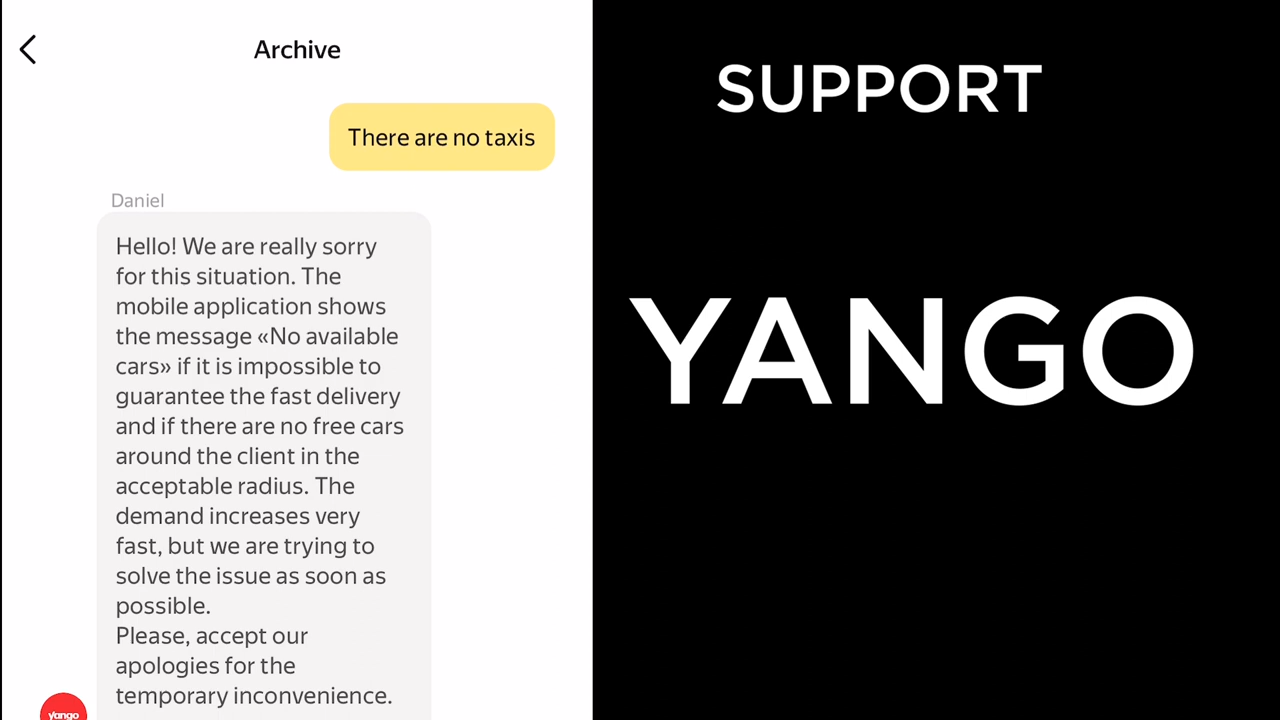 Archive
There are no taxis
Daniel
Hello! We are really sorry
for this situation. The
mobile application shows
the message «No available
cars» if it is impossible to
guarantee the fast delivery
and if there are no free cars
around the client in the
acceptable radius. The
demand increases very
fast, but we are trying to
solve the issue as soon as
possible.
Please, accept our
apologies for the
temporary inconvenience.
yango
SUPPORT
YANGO